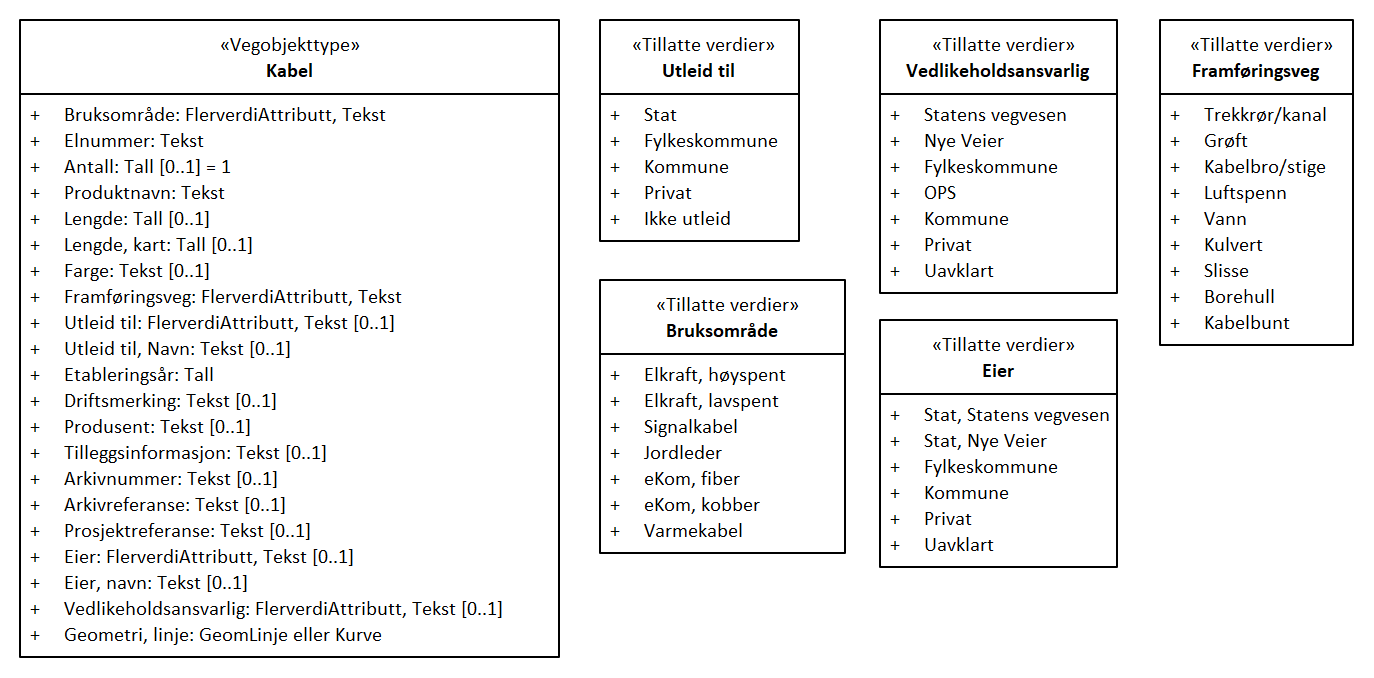 «Vegobjekttype»
Kabel
+ Bruksområde: FlerverdiAttributt, Tekst
+ Elnummer: Tekst
+ Antall: Tall [0..1] = 1
+ Produktnavn: Tekst
+ Lengde: Tall [0..1]
+ Lengde, kart: Tall [0..1]
+ Farge: Tekst [0..1]
+ Framføringsveg: FlerverdiAttributt, Tekst
+ Utleid til: FlerverdiAttributt, Tekst [0..1]
+ Utleid til, Navn: Tekst [0..1]
+ Etableringsår: Tall
+ Driftsmerking: Tekst [0..1]
+ Produsent: Tekst [0..1]
+ Tilleggsinformasjon: Tekst [0..1]
+ Arkivnummer: Tekst [0..1]
+ Arkivreferanse: Tekst [0..1]
+ Prosjektreferanse: Tekst [0..1]
+ Eier: FlerverdiAttributt, Tekst [0..1]
+ Eier, navn: Tekst [0..1]
+ Vedlikeholdsansvarlig: FlerverdiAttributt, Tekst [0..1]
+ Geometri, linje: GeomLinje eller Kurve
«Tillatte verdier»
Utleid til
+ Stat
+ Fylkeskommune
+ Kommune
+ Privat
+ Ikke utleid
«Tillatte verdier»
Bruksområde
+ Elkraft, høyspent
+ Elkraft, lavspent
+ Signalkabel
+ Jordleder
+ eKom, fiber
+ eKom, kobber
+ Varmekabel
«Tillatte verdier»
Vedlikeholdsansvarlig
+ Statens vegvesen
+ Nye Veier
+ Fylkeskommune
+ OPS
+ Kommune
+ Privat
+ Uavklart
«Tillatte verdier»
Eier
+ Stat, Statens vegvesen
+ Stat, Nye Veier
+ Fylkeskommune
+ Kommune
+ Privat
+ Uavklart
«Tillatte verdier»
Framføringsveg
+ Trekkrør/kanal
+ Grøft
+ Kabelbro/stige
+ Luftspenn
+ Vann
+ Kulvert
+ Slisse
+ Borehull
+ Kabelbunt